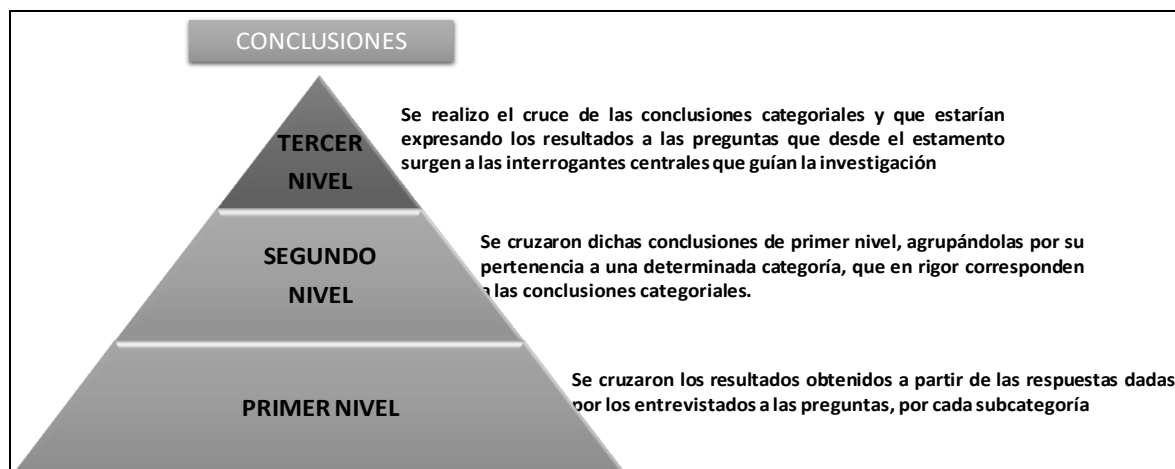 CONCLUSIONES
TERCER
NIVEL
Se realizo el cruce de las conclusiones categoriales y que estarían
expresando los resultados a las preguntas que desde el estamento
surgen a las interrogantes centrales que guían la investigación
SEGUNDO
NIVEL
Se cruzaron dichas conclusiones de primer nivel, agrupándolas por su
pertenencia a una determinada categoría, que en rigor corresponden
a las conclusiones categoriales.
PRIMER NIVEL
Se cruzaron los resultados obtenidos a partir de las respuestas dadas
por los entrevistados a las preguntas, por cada subcategoría